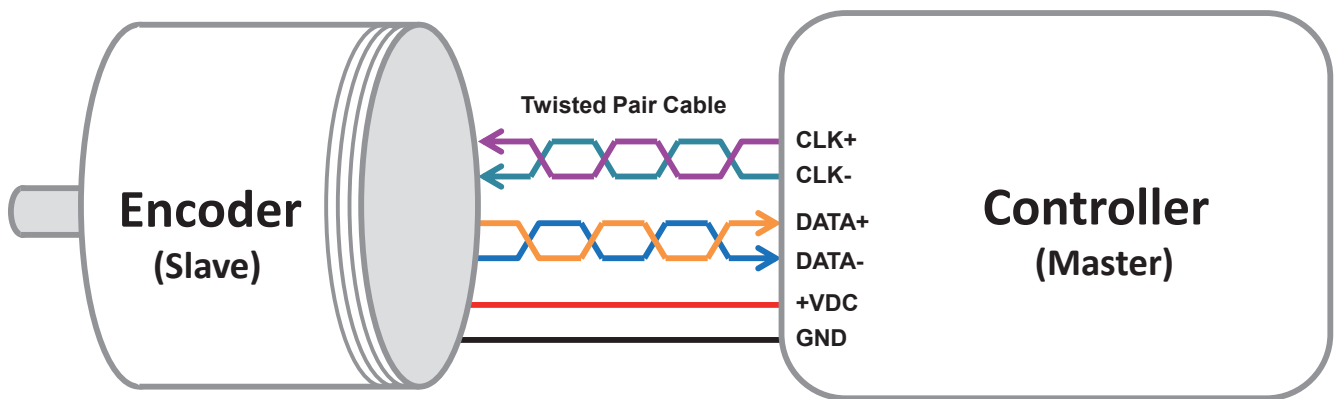 Twisted Pair Cable
CLK+
CLK-
Encoder
(Slave)
DATA+
DATA-
+VDC
GND
Controller
(Master)